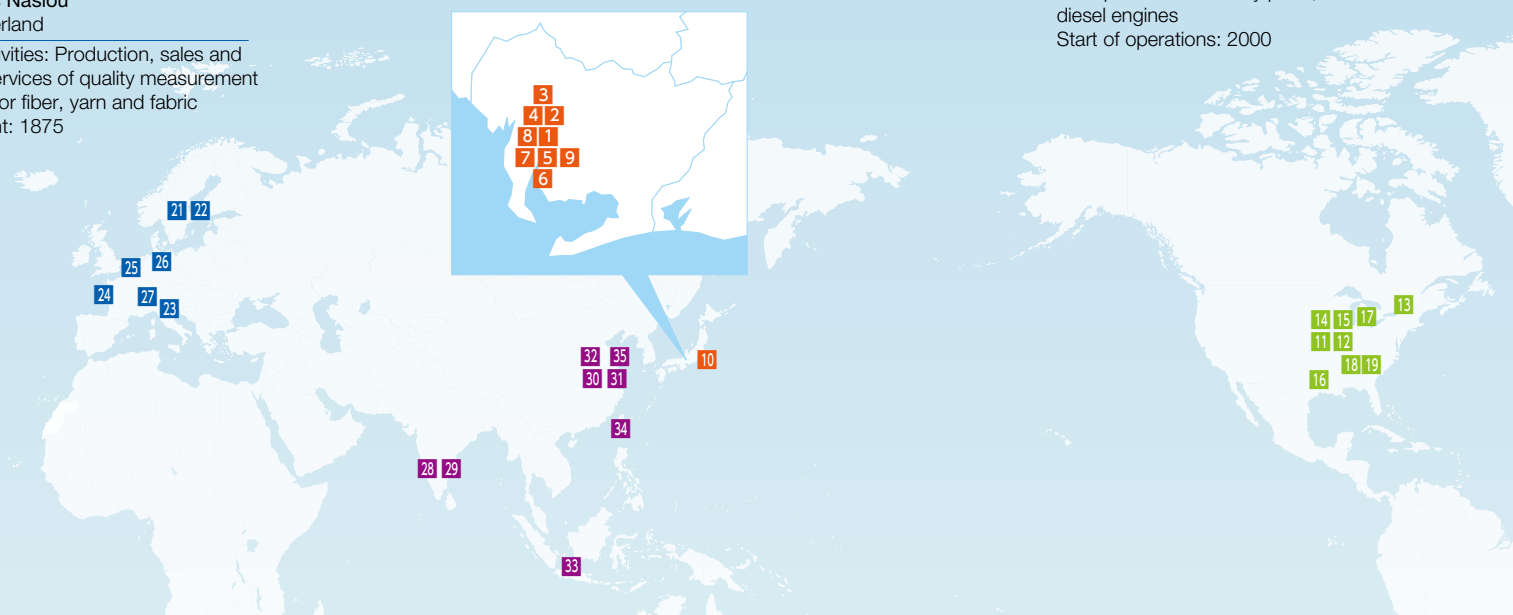 Nasiou
erland
ivities: Production, sales and
ervices of quality measurement
or fiber, yarn and fabric
t: 1875
diesel engines
Start of operations: 2000
3
4 2
8 1
7 5 9
6
21 22
25 26
24 27
23
32 35
30 31
10
34
28 29
33
13
14 15 17
11 12
18 19
16